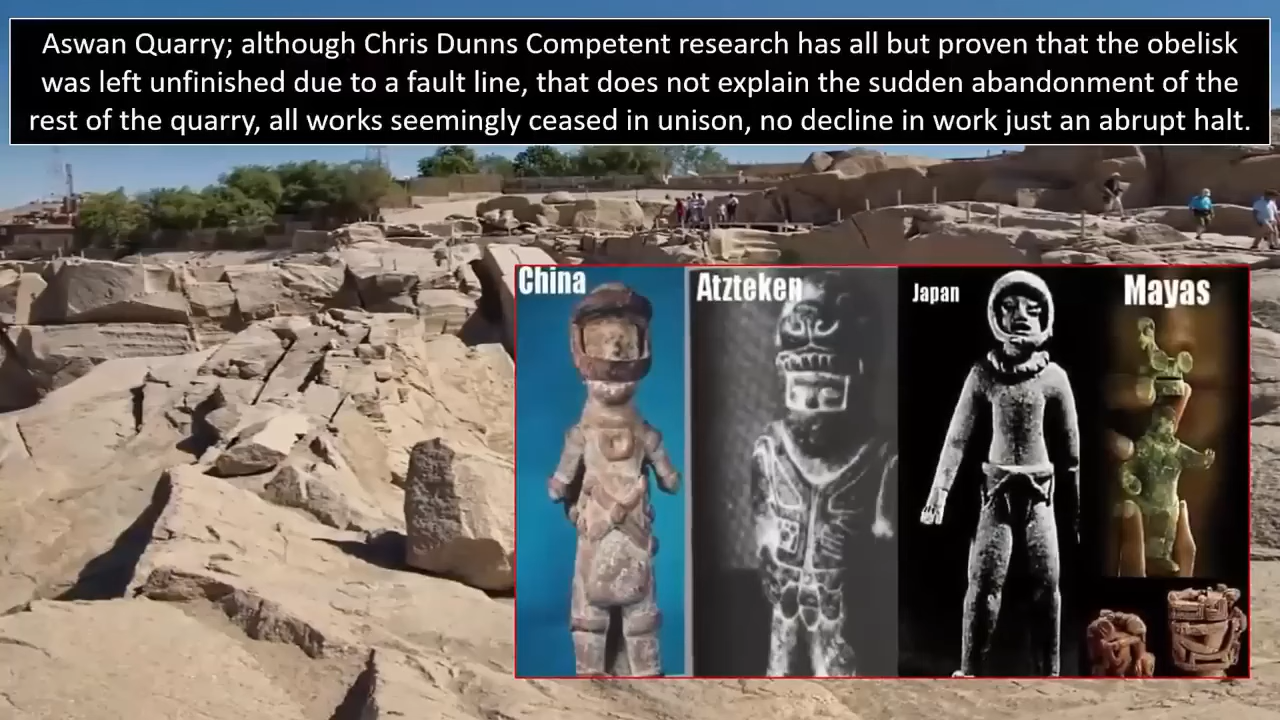 Aswan Quarry; although Chris Dunns Competent research has all but proven that the obelisk
was left unfinished due to a fault line, that does not explain the sudden abandonment of the
rest of the quarry, all works seemingly ceased in unison, no decline in work just an abrupt halt.
China
Atzteken
Japan
Mayas